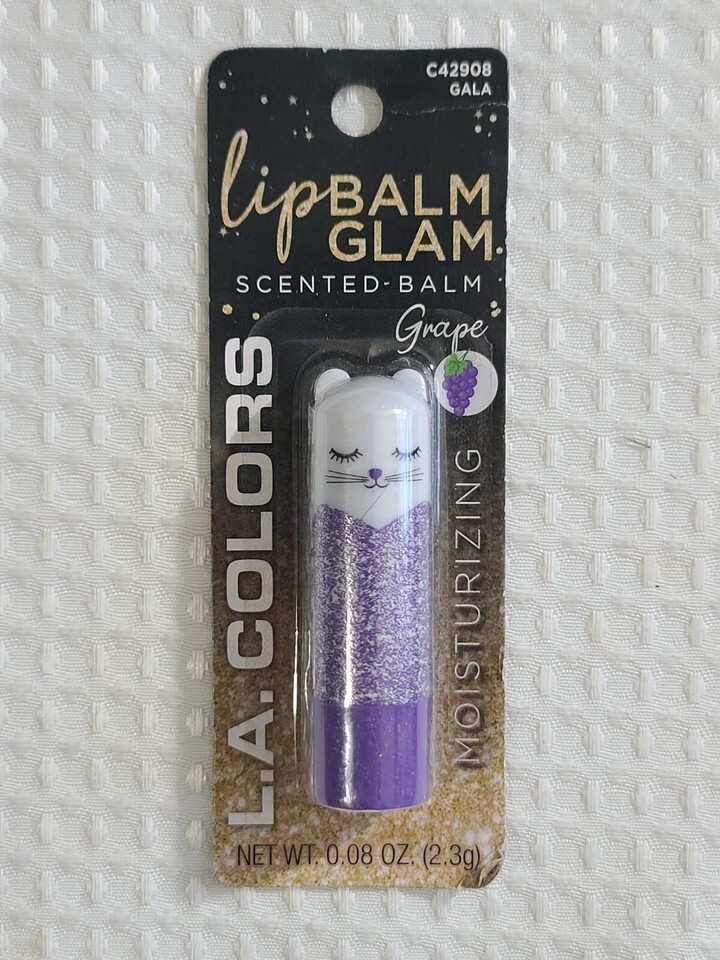 C42908
GALA
lip BALM
GLAM
SCENTED-BALM
Grape
L.A. COLORS
MOISTURIZING
NET WT. 0.08 OZ. (2.3g)